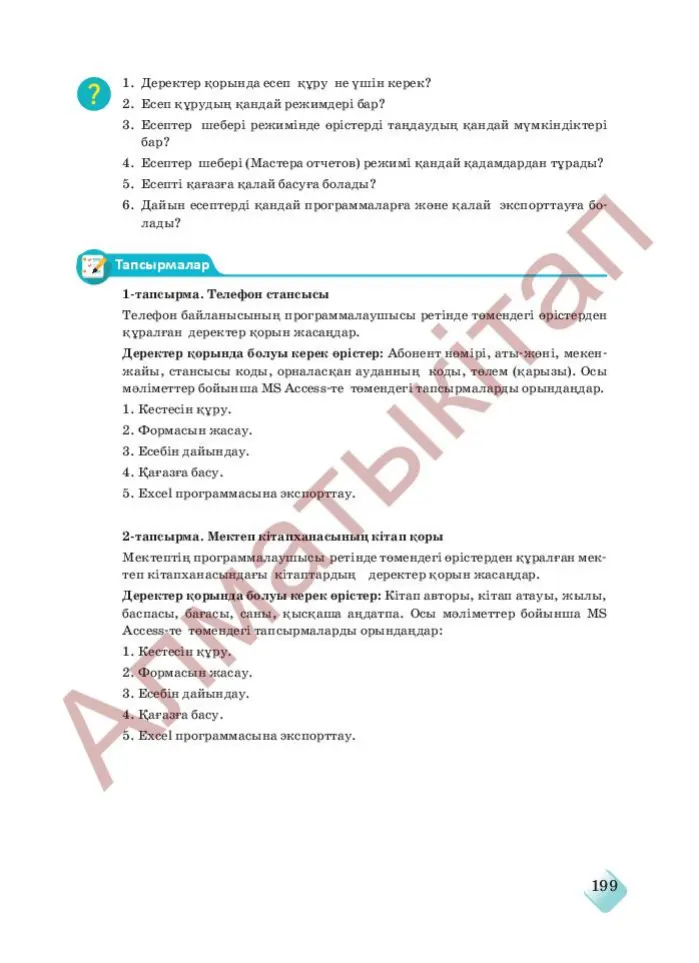 ?
1. Деректер қорында есеп құру не үшін керек?
2. Есеп құрудың қандай режимдері бар?
3. Есептер шебері режимінде өрістерді таңдаудың қандай мүмкіндіктері
бар?
4. Есептер шебері (Мастера отчетов) режимі қандай қадамдардан тұрады?
5. Есепті қағазға қалай басуға болады?
6. Дайын есептерді қандай программаларға және қалай экспорттауға бо-
лады?
Тапсырмалар
1-тапсырма. Телефон стансысы
Телефон байланысының программалаушысы ретінде төмендегі өрістерден
құралған деректер қорын жасаңдар.
Деректер қорында болуы керек өрістер: Абонент нөмірі, аты-жөні, мекен-
жайы, стансысы коды, орналасқан ауданның коды, төлем (қарызы). Осы
мәліметтер бойынша MS Access-те төмендегі тапсырмаларды орындаңдар.
1. Кестесін құру.
2. Формасын жасау.
3. Есебін дайындау.
4. Қағазға басу.
5. Excel программасына экспорттау.
2-тапсырма. Мектеп кітапханасының кітап қоры
Мектептің программалаушысы ретінде төмендегі өрістерден құралған мек-
теп кітапханасындағы кітаптардың деректер қорын жасаңдар.
Деректер қорында болуы керек өрістер: Кітап авторы, кітап атауы, жылы,
баспасы, бағасы, саны, қысқаша аңдатпа. Осы мәліметтер бойынша MS
Access-те төмендегі тапсырмаларды орындаңдар:
1. Кестесін құру.
2. Формасын жасау.
3. Есебін дайындау.
4. Қағазға басу.
5. Excel программасына экспорттау.
Алматыкітап
199